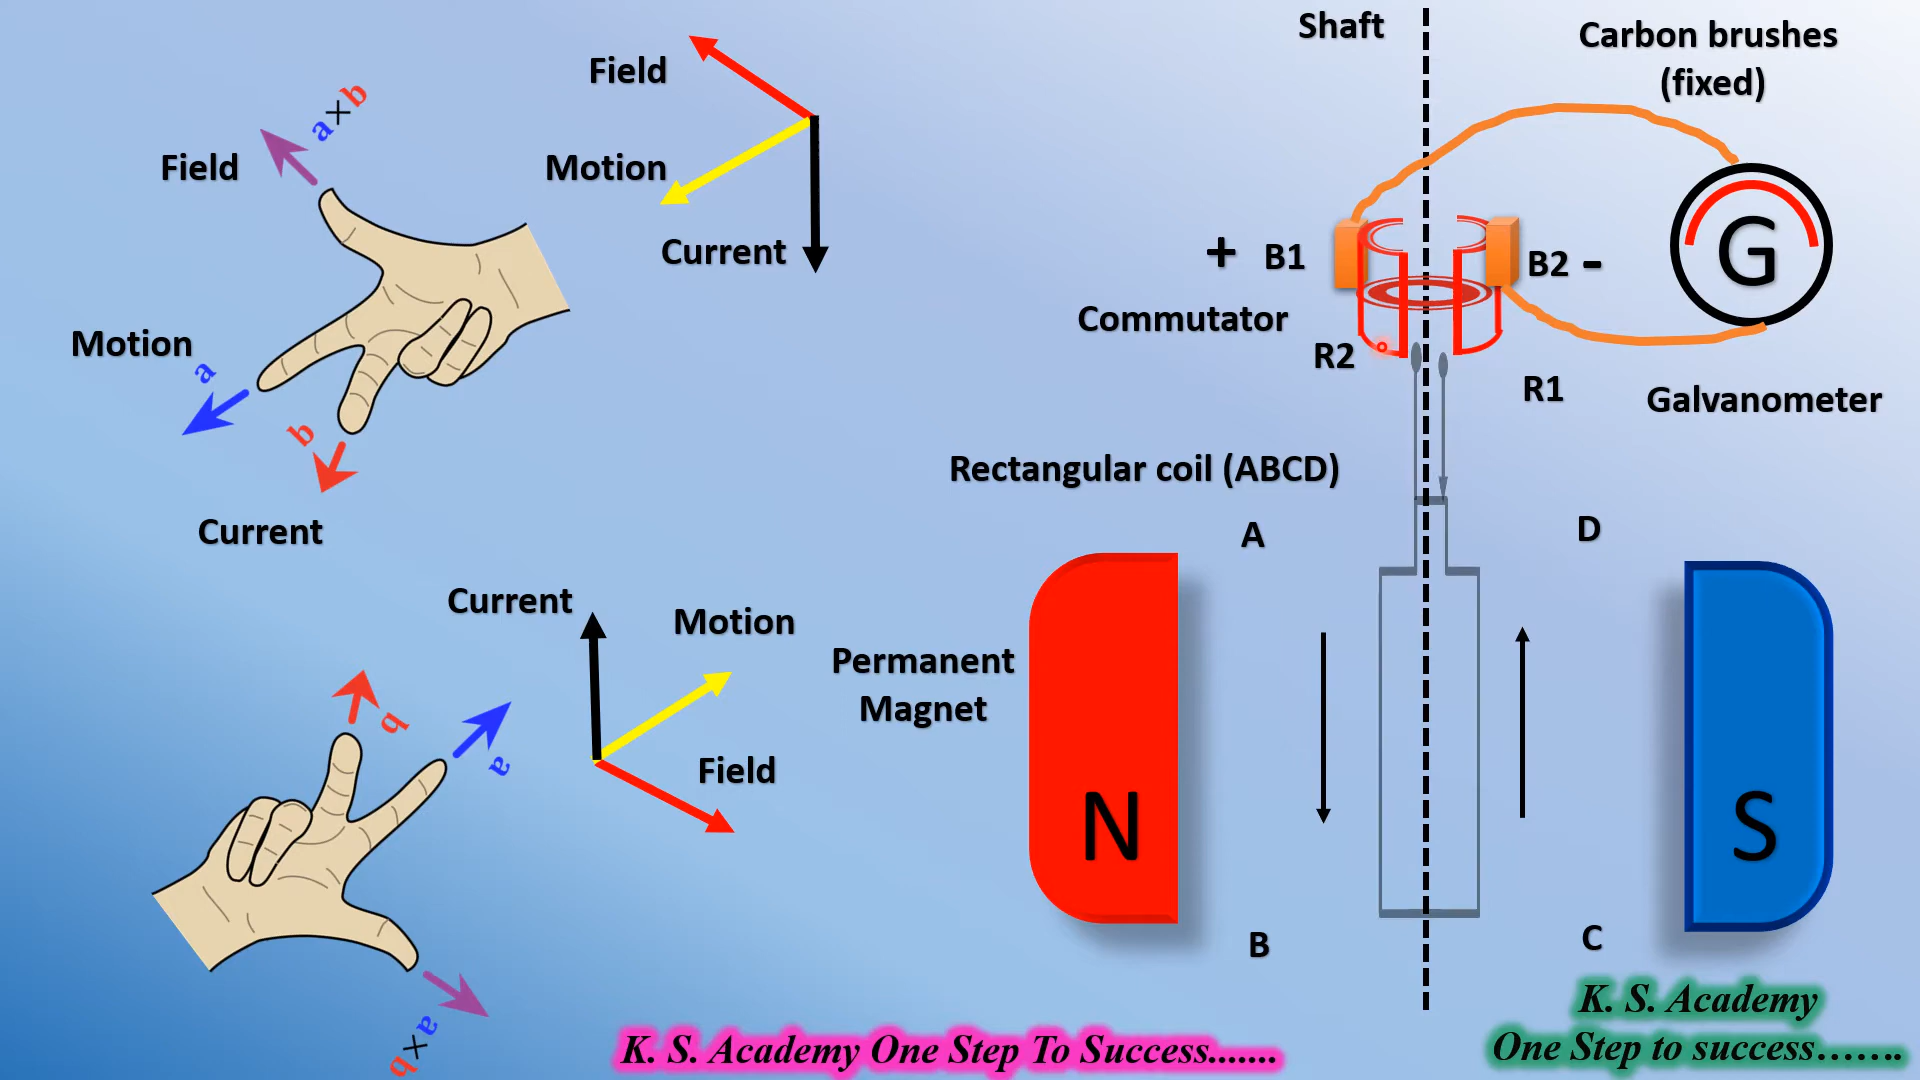 Field
Motion
Current
Field
a×b
Motion
a
b
Current
Current
Motion
Field
b
a
b×a
Shaft
Carbon brushes
(fixed)
+ B1
B2 -
G
Commutator
R2
R1
Galvanometer
Rectangular coil (ABCD)
A
D
Permanent
Magnet
N
S
B
C
K. S. Academy
One Step to success.......
K. S. Academy One Step To Success.......